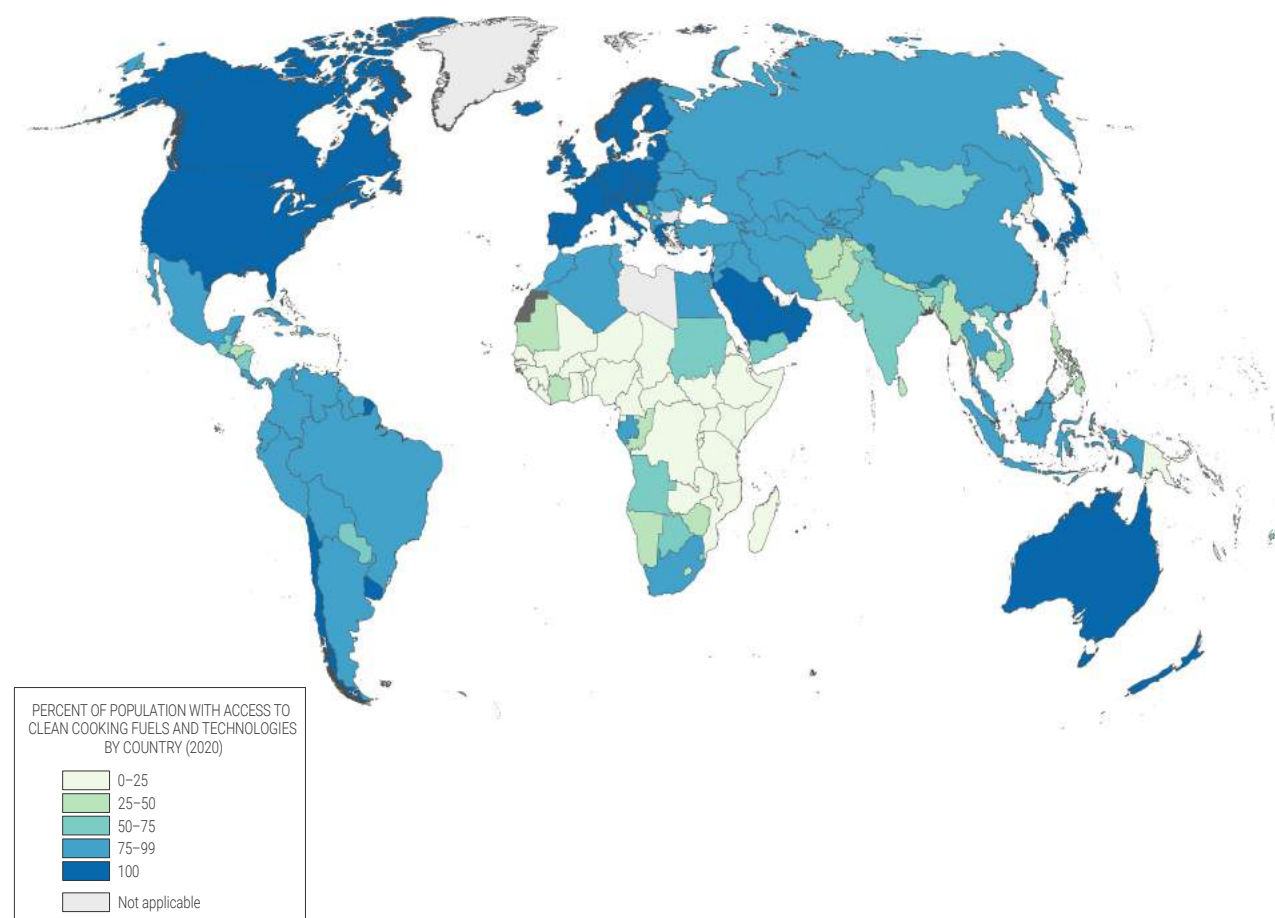 PERCENT OF POPULATION WITH ACCESS TO
CLEAN COOKING FUELS AND TECHNOLOGIES
BY COUNTRY (2020)
0–25
25–50
50–75
75–99
100
Not applicable